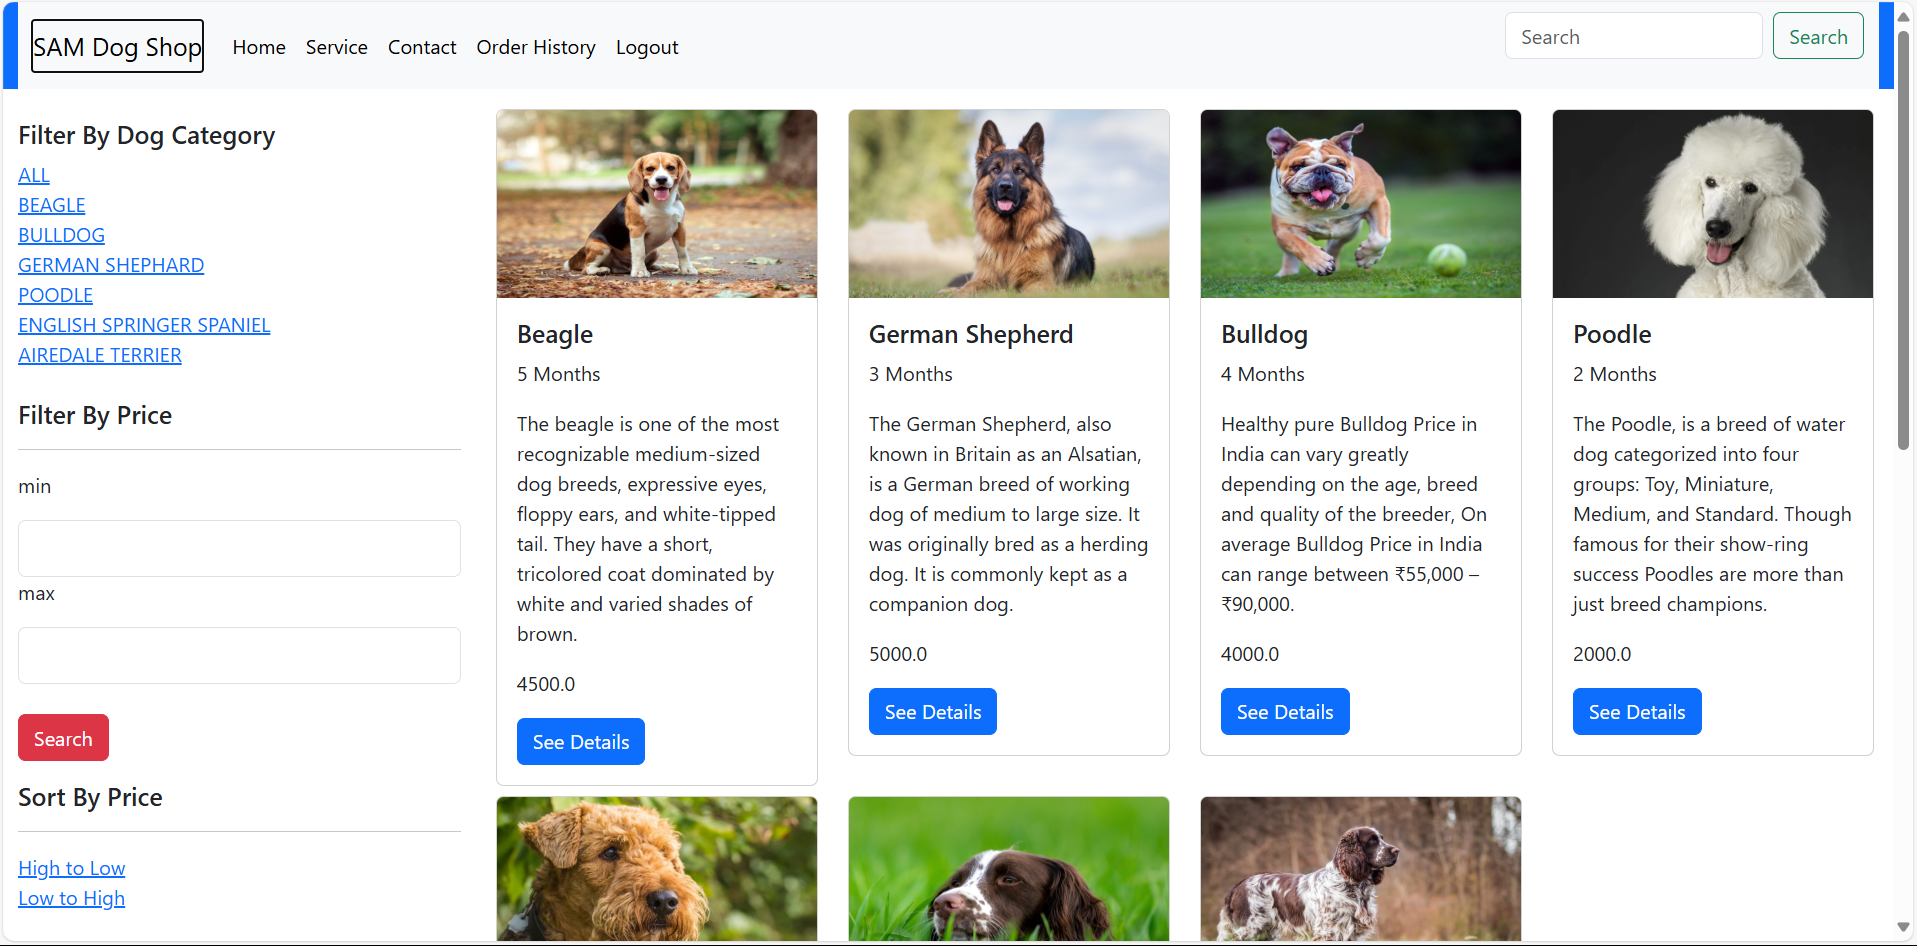 SAM Dog Shop
Home
Service
Contact
Order History
Logout
Search
Search
Filter By Dog Category
ALL
BEAGLE
BULLDOG
GERMAN SHEPHARD
POODLE
ENGLISH SPRINGER SPANIEL
AIREDALE TERRIER
Filter By Price
min
max
Search
Sort By Price
High to Low
Low to High
Beagle
5 Months
The beagle is one of the most
recognizable medium-sized
dog breeds, expressive eyes,
floppy ears, and white-tipped
tail. They have a short,
tricolored coat dominated by
white and varied shades of
brown.
4500.0
See Details
German Shepherd
3 Months
The German Shepherd, also
known in Britain as an Alsatian,
is a German breed of working
dog of medium to large size. It
was originally bred as a herding
dog. It is commonly kept as a
companion dog.
5000.0
See Details
Bulldog
4 Months
Healthy pure Bulldog Price in
India can vary greatly
depending on the age, breed
and quality of the breeder, On
average Bulldog Price in India
can range between ₹55,000 –
₹90,000.
4000.0
See Details
Poodle
2 Months
The Poodle, is a breed of water
dog categorized into four
groups: Toy, Miniature,
Medium, and Standard. Though
famous for their show-ring
success Poodles are more than
just breed champions.
2000.0
See Details